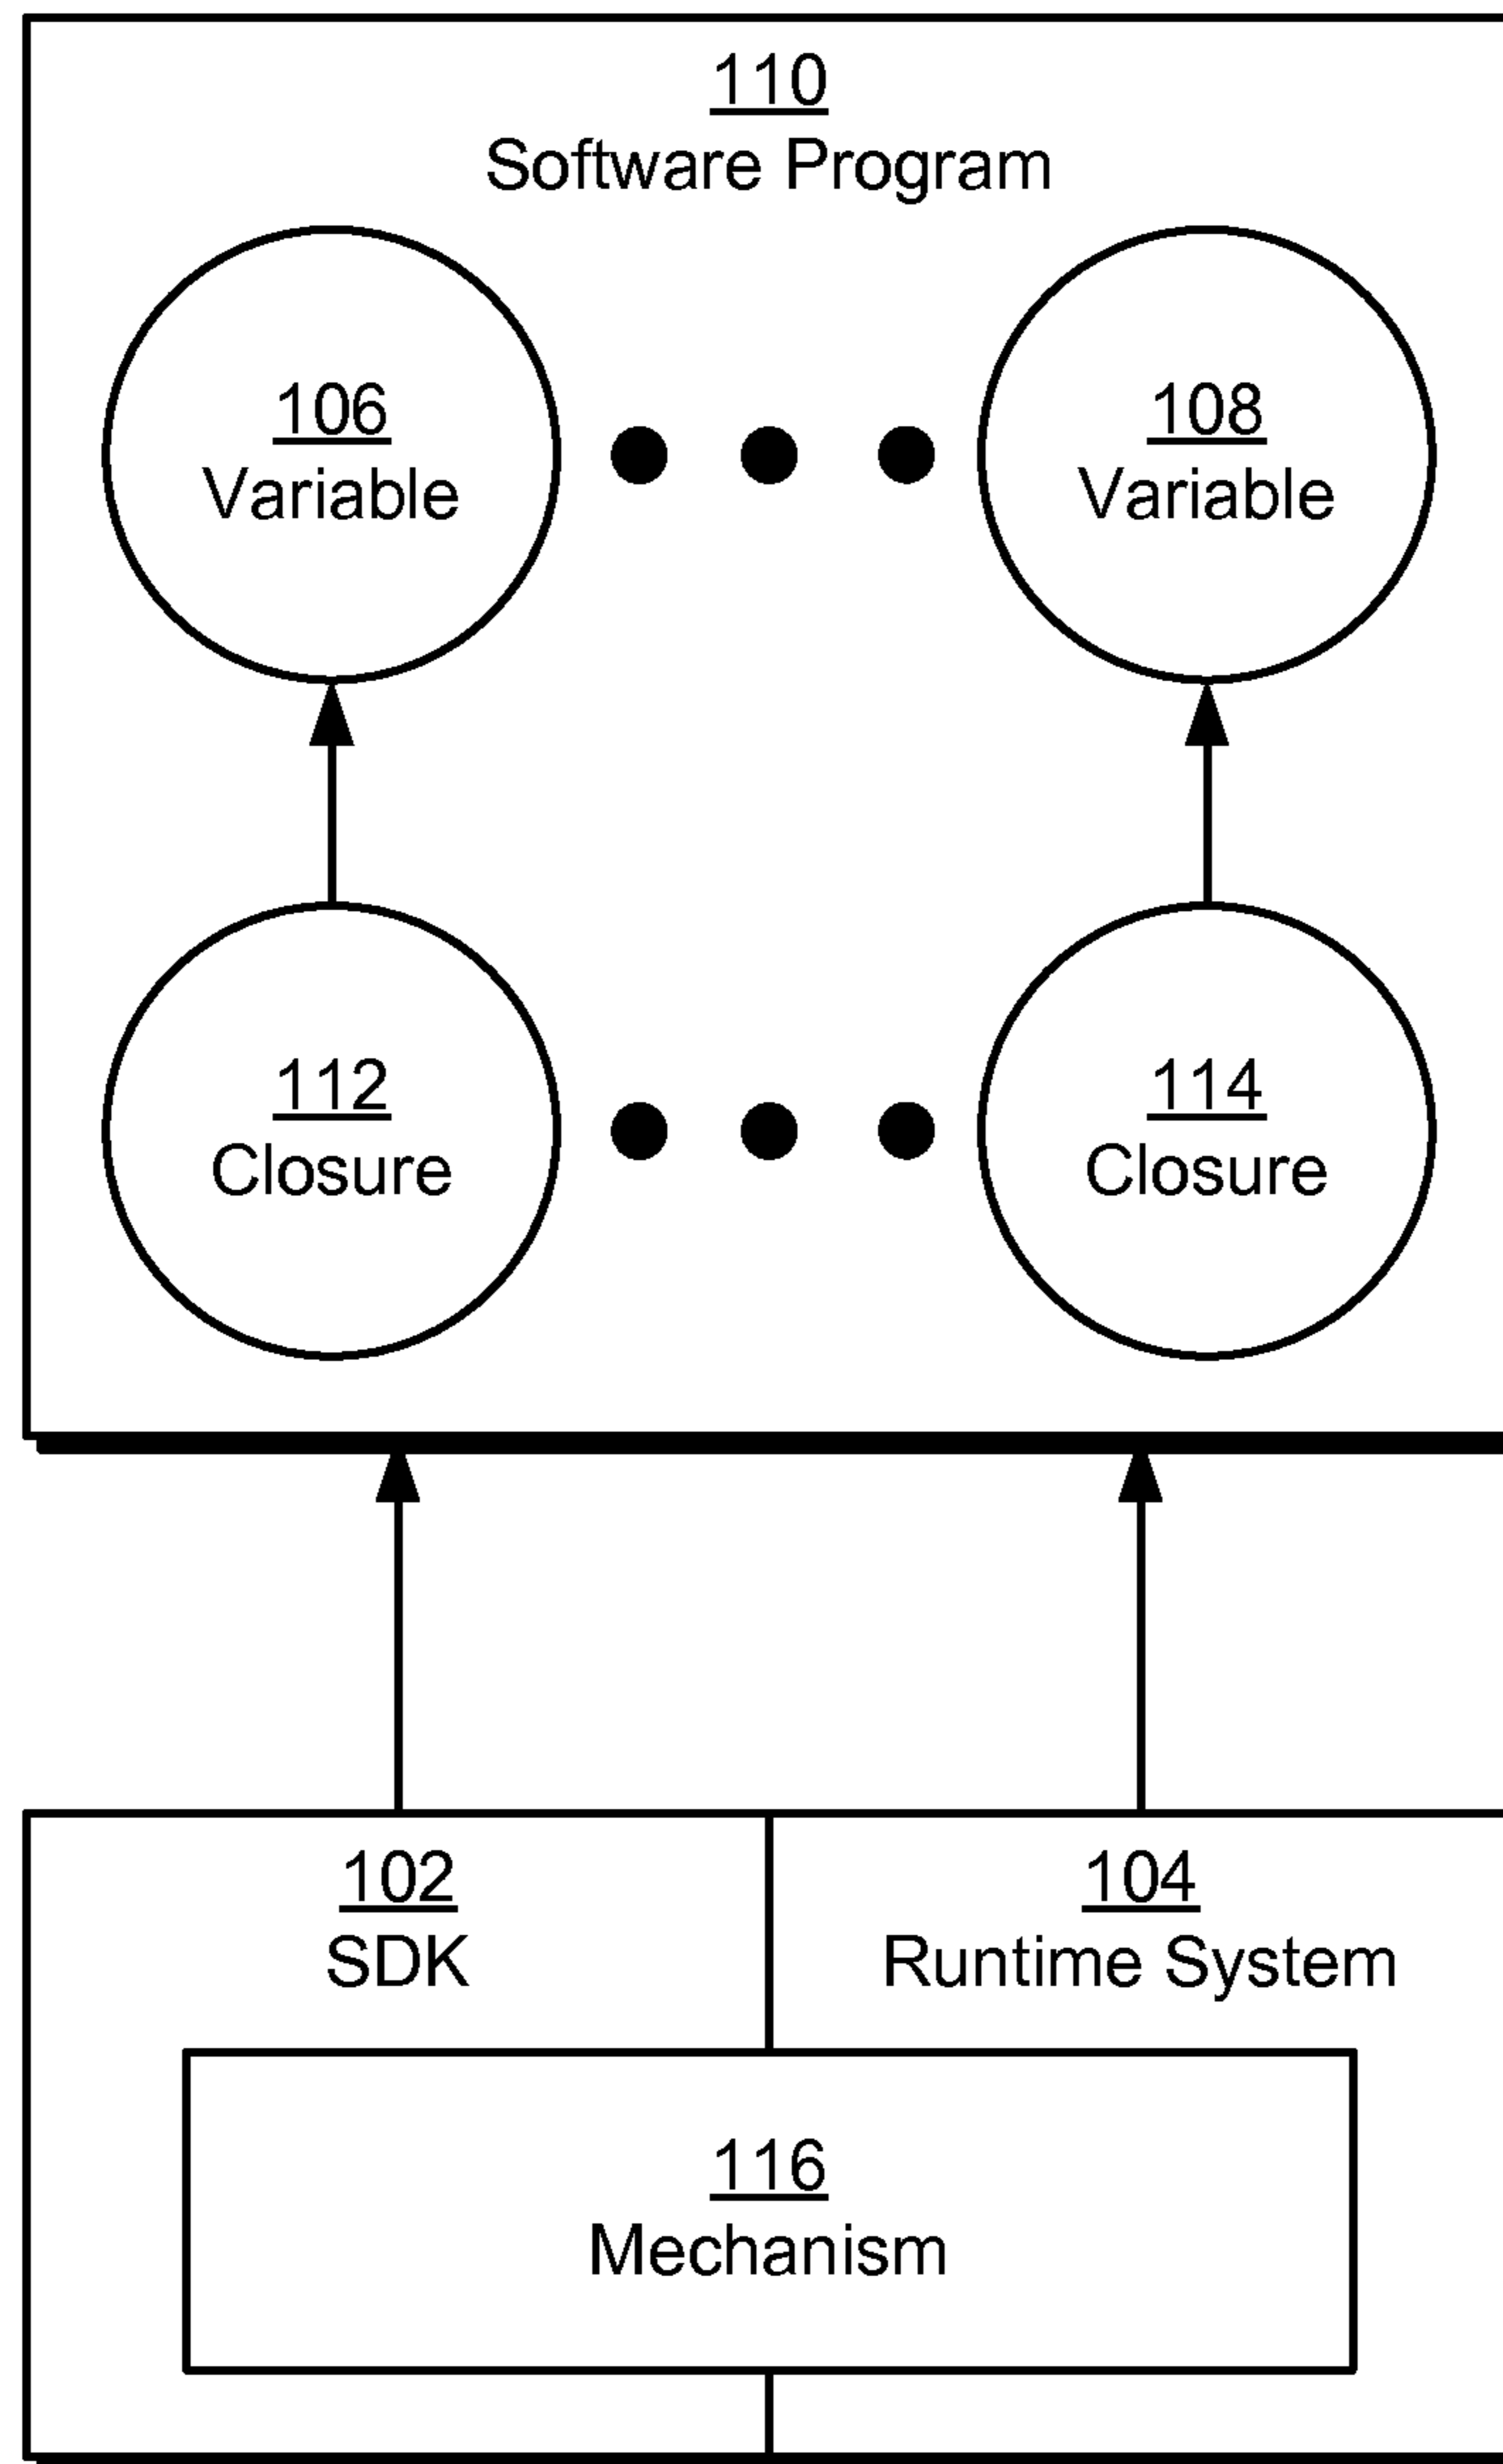 110
Software Program
106
Variable
108
Variable
112
Closure
114
Closure
102
SDK
104
Runtime System
116
Mechanism